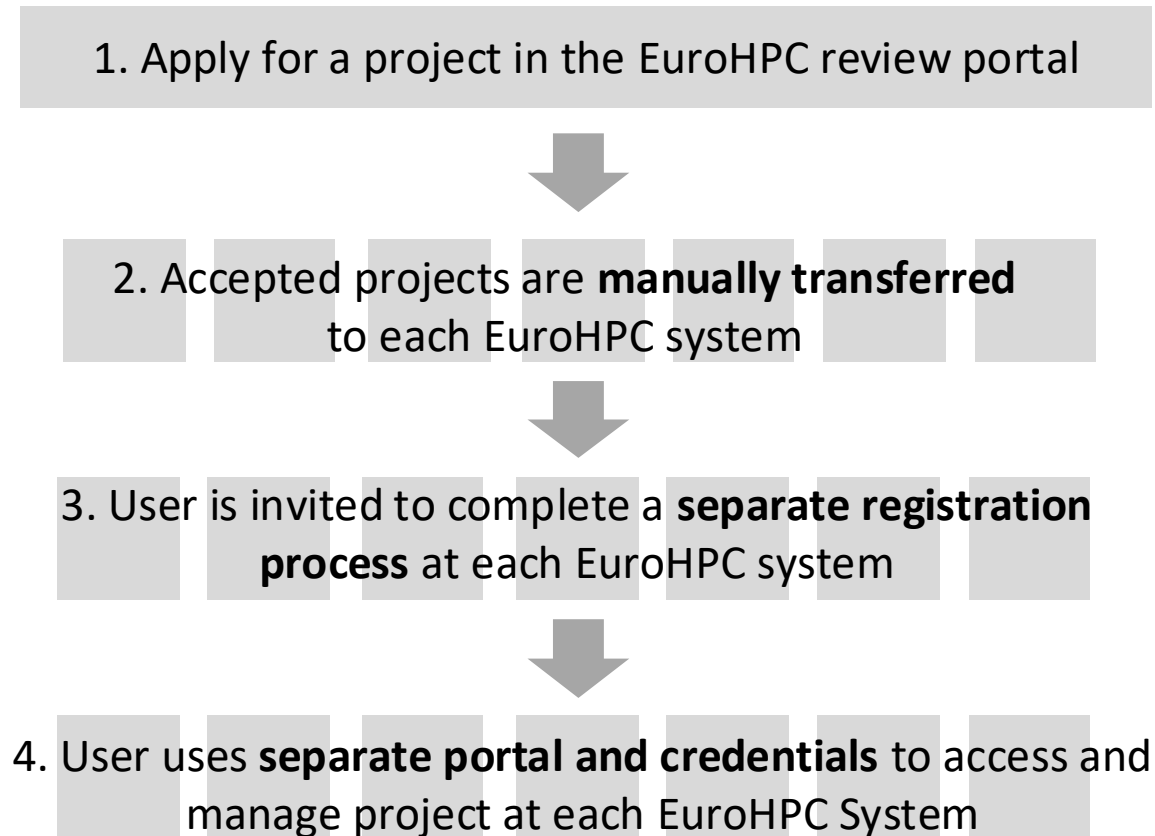 1. Apply for a project in the EuroHPC review portal
2. Accepted projects are manually transferred
to each EuroHPC system
3. User is invited to complete a separate registration
process at each EuroHPC system
4. User uses separate portal and credentials to access and
manage project at each EuroHPC System